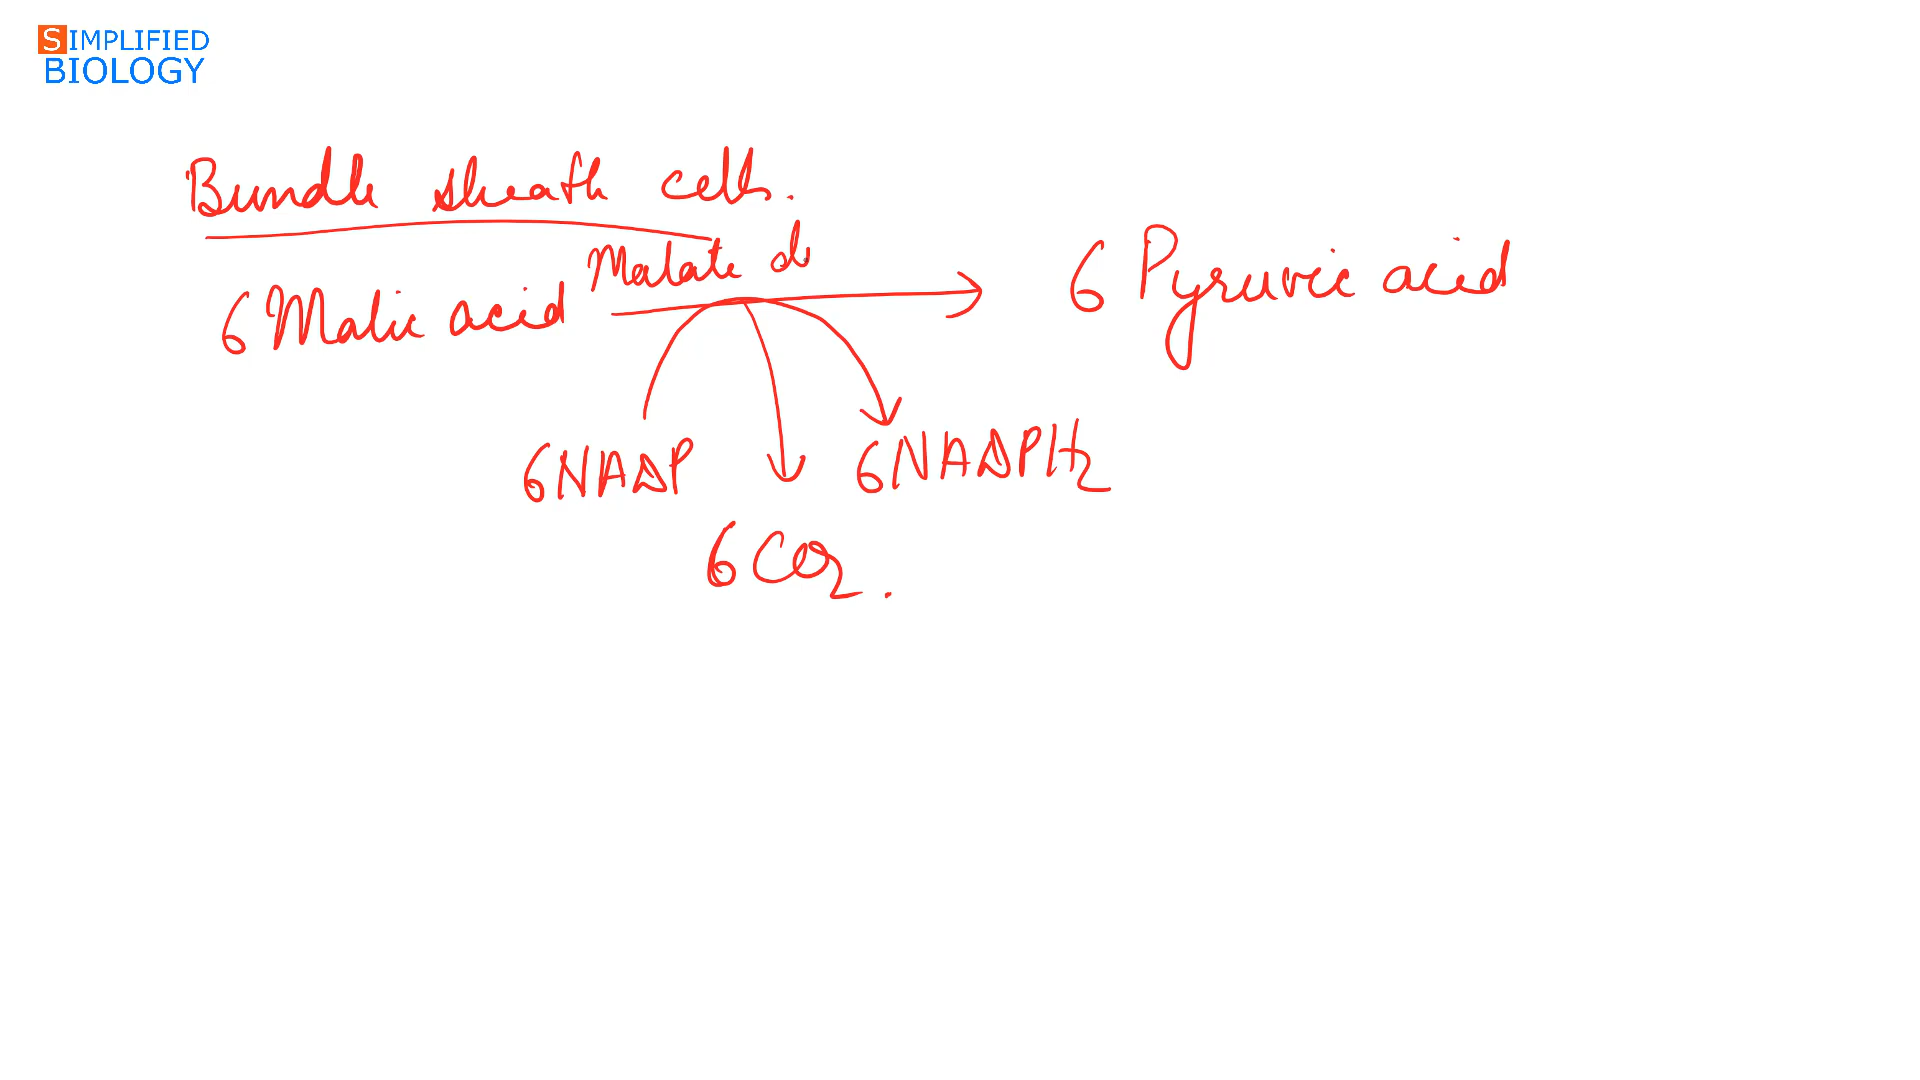 SIMPLIFIED
BIOLOGY
Bundle sheath cells.
6 Malic acid Malate d 6 Pyruvic acid
6NADP 6NADPH2
6CO2.